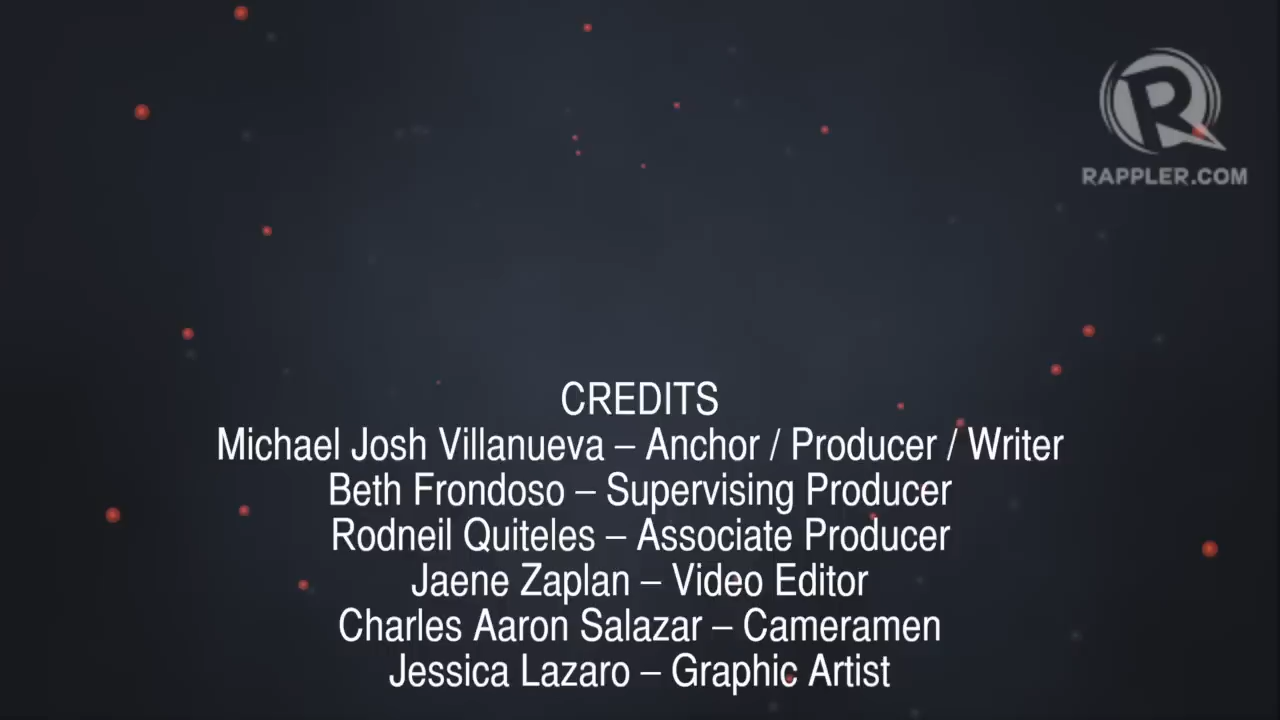 R
RAPPLER.COM
CREDITS
Michael Josh Villanueva – Anchor / Producer / Writer
Beth Frondoso – Supervising Producer
Rodneil Quiteles – Associate Producer
Jaene Zaplan – Video Editor
Charles Aaron Salazar – Cameramen
Jessica Lazaro – Graphic Artist